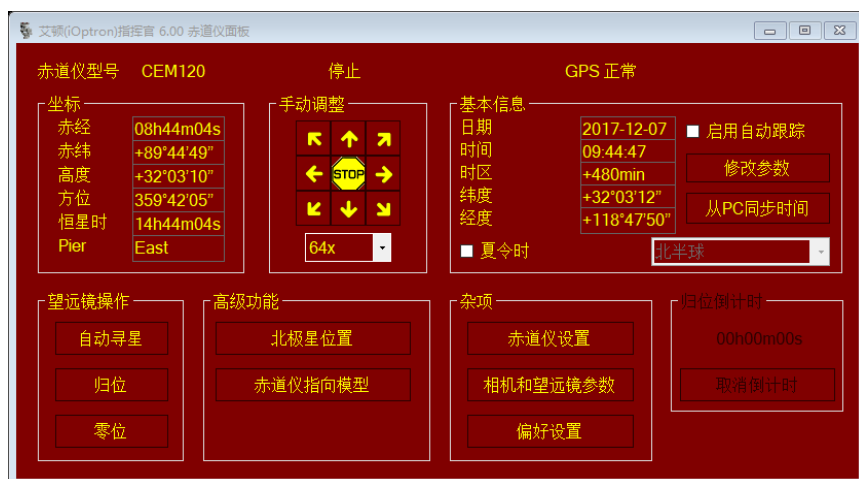 艾顿(iOptron)指挥官 6.00 赤道仪面板
赤道仪型号 CEM120 停止 GPS 正常
坐标
赤经 08h44m04s
赤纬 +89°44'49"
高度 +32°03'10"
方位 359°42'05"
恒星时 14h44m04s
Pier East
手动调整
STOP
64x
基本信息
日期 2017-12-07
时间 09:44:47
时区 +480min
纬度 +32°03'12"
经度 +118°47'50"
启用自动跟踪
修改参数
从PC同步时间
夏令时 北半球
望远镜操作
自动寻星
归位
零位
高级功能
北极星位置
赤道仪指向模型
杂项
赤道仪设置
相机和望远镜参数
偏好设置
归位倒计时
00h00m00s
取消倒计时